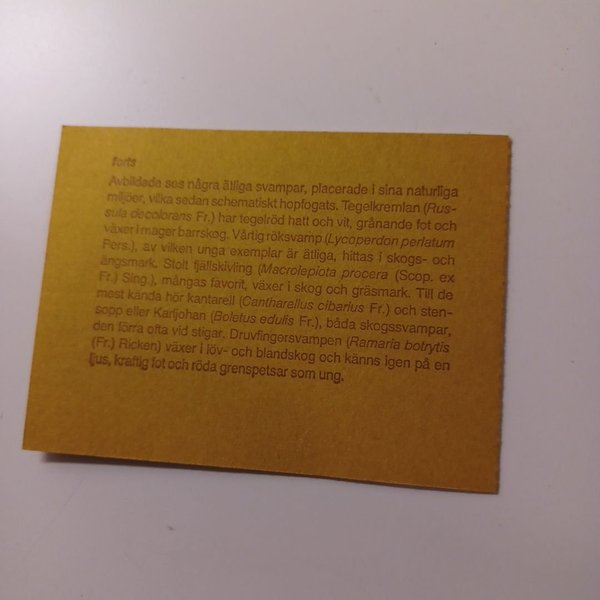 forts
Avbildade ses några ätliga svampar, placerade i sina naturliga
miljöer, vilka sedan schematiskt hopfogats. Tegelkremlan (Rus-
sula decolorans Fr.) har tegelröd hatt och vit, grånande fot och
växer i mager barrskog. Vårtig röksvamp (Lycoperdon perlatum
Pers.), av vilken unga exemplar är ätliga, hittas i skogs- och
ängsmark. Stolt fjällskivling (Macrolepiota procera (Scop. ex
Fr.) Sing.), mångas favorit, växer i skog och gräsmark. Till de
mest kända hör kantarell (Cantharellus cibarius Fr.) och sten-
sopp eller Karljohan (Boletus edulis Fr.), båda skogssvampar,
den förra ofta vid stigar. Druvfingersvampen (Ramaria botrytis
(Fr.) Ricken) växer i löv- och blandskog och känns igen på en
ljus, kraftig fot och röda grenspetsar som ung.